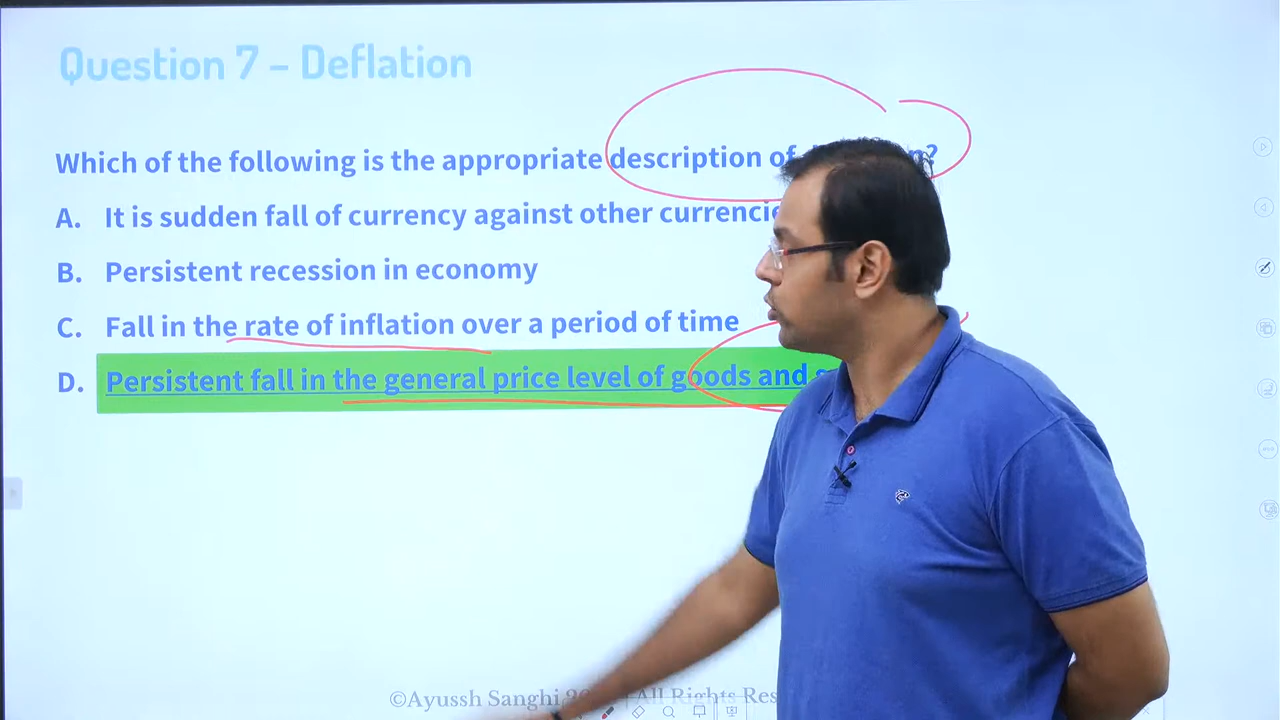 Question 7 – Deflation
Which of the following is the appropriate description of
A. It is sudden fall of currency against other
B. Persistent recession in economy
C. Fall in the rate of inflation over a period of time
D. Persistent fall in the general price level of goods and
©Ayussh Sanghi All Rights